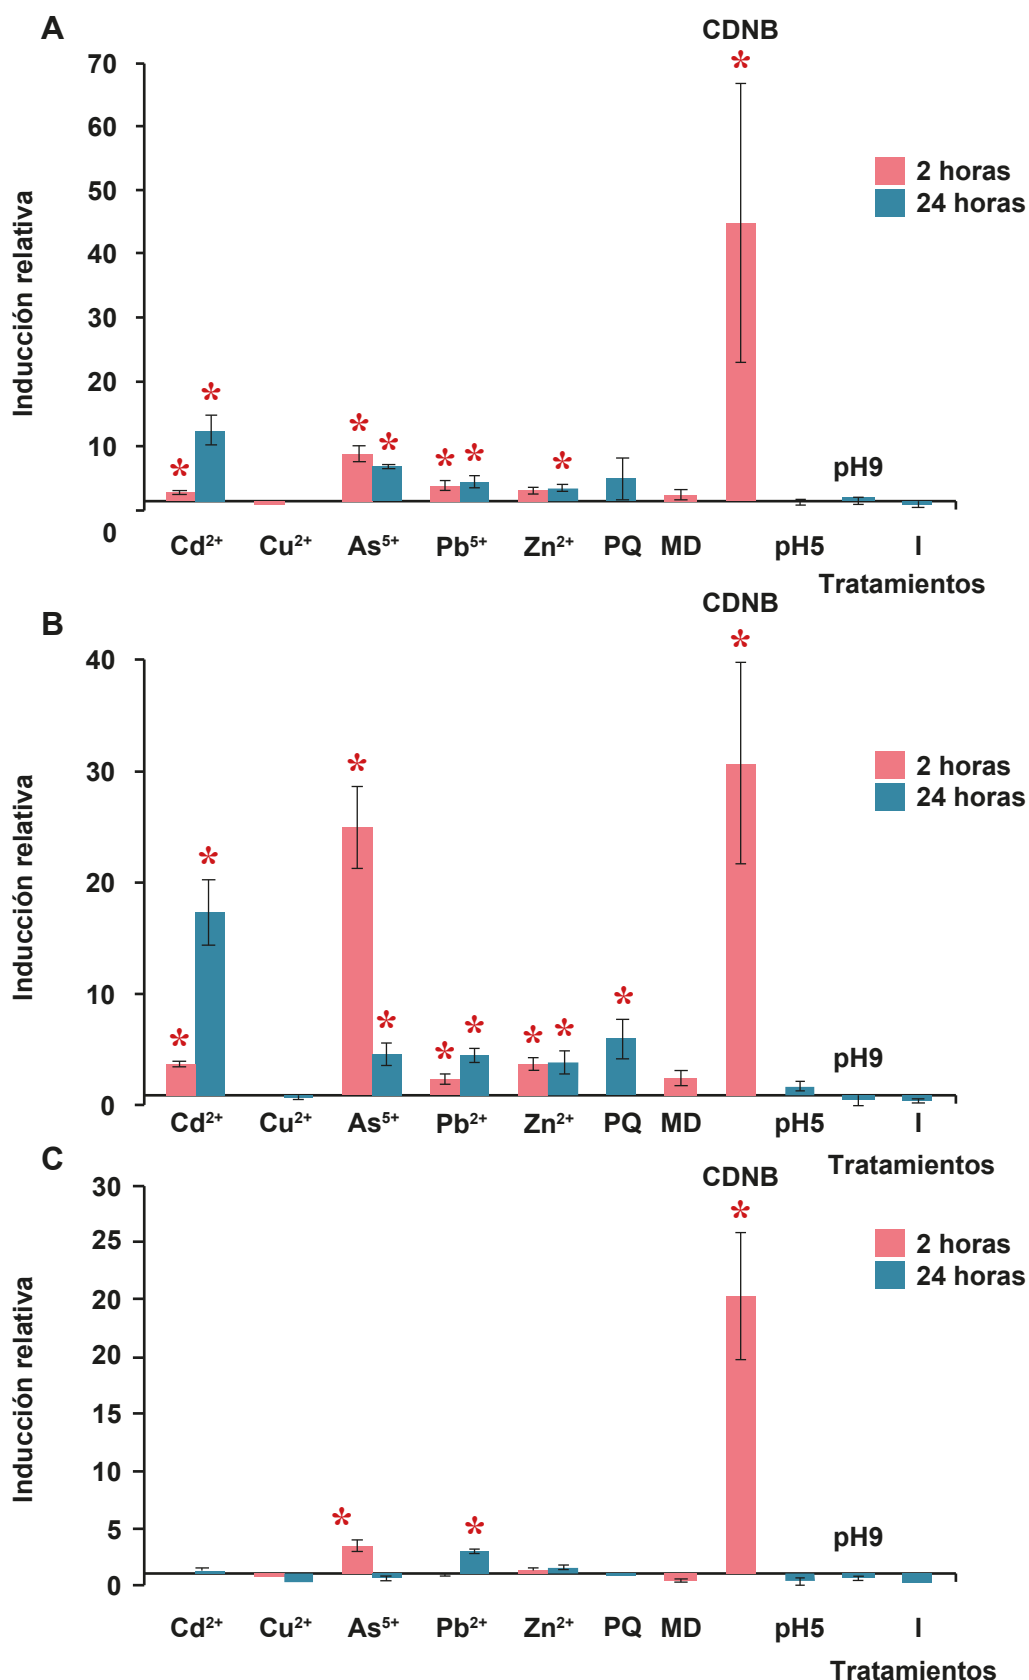 A
CDNB
70
60
50
40
30
20
10
0
Inducción relativa
2 horas
24 horas
* * * * * * * *
pH9
Cd²⁺ Cu²⁺ As⁵⁺ Pb⁵⁺ Zn²⁺ PQ MD pH5 I
Tratamientos
B
CDNB
40
30
20
10
0
Inducción relativa
2 horas
24 horas
* * * * * * * * * *
pH9
Cd²⁺ Cu²⁺ As⁵⁺ Pb²⁺ Zn²⁺ PQ MD pH5 I
Tratamientos
C
CDNB
30
25
20
20
15
10
5
0
Inducción relativa
2 horas
24 horas
* * *
pH9
Cd²⁺ Cu²⁺ As⁵⁺ Pb²⁺ Zn²⁺ PQ MD pH5 I
Tratamientos